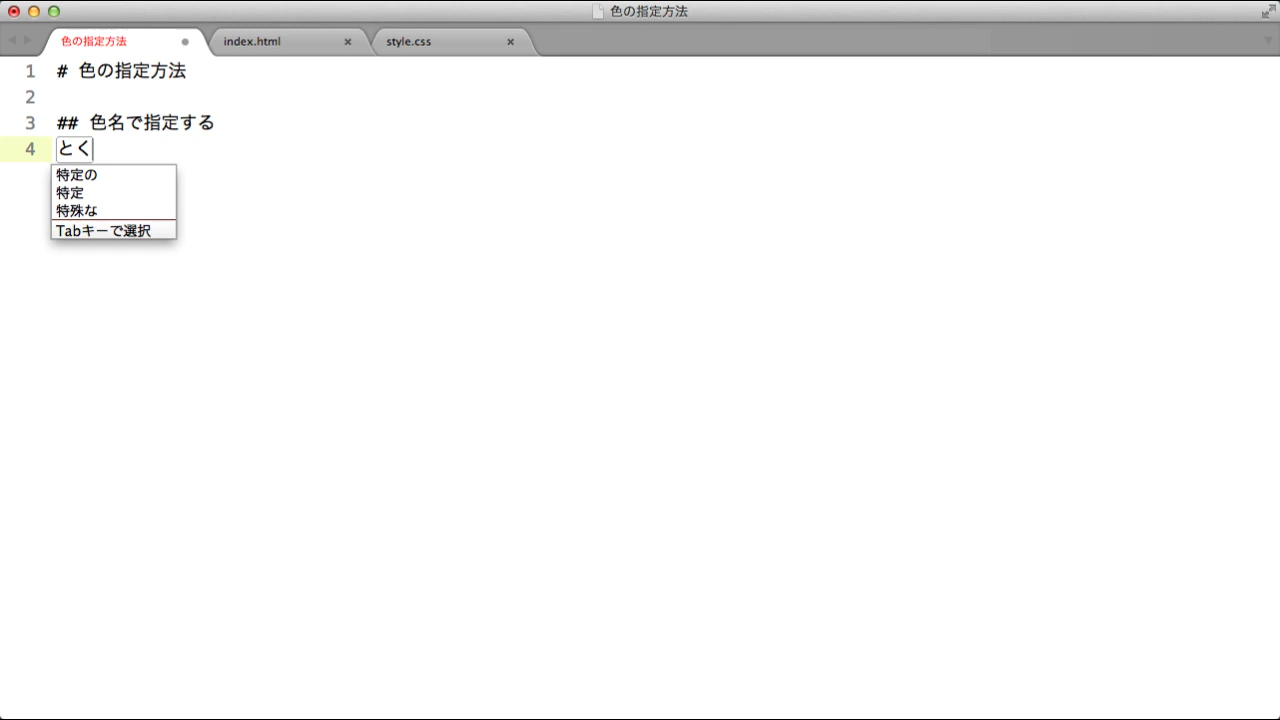 色の指定方法
色の指定方法
index.html
style.css
1 # 色の指定方法
2
3 ## 色名で指定する
4 とく
特定の
特定
特殊な
Tabキーで選択